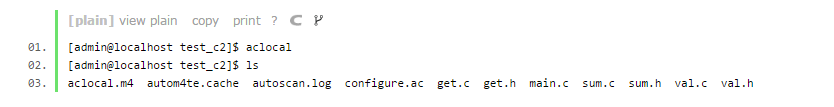 [plain] view plain copy print ?
01. [admin@localhost test_c2]$ aclocal
02. [admin@localhost test_c2]$ ls
03. aclocal.m4 autom4te.cache autoscan.log configure.ac get.c get.h main.c sum.c sum.h val.c val.h